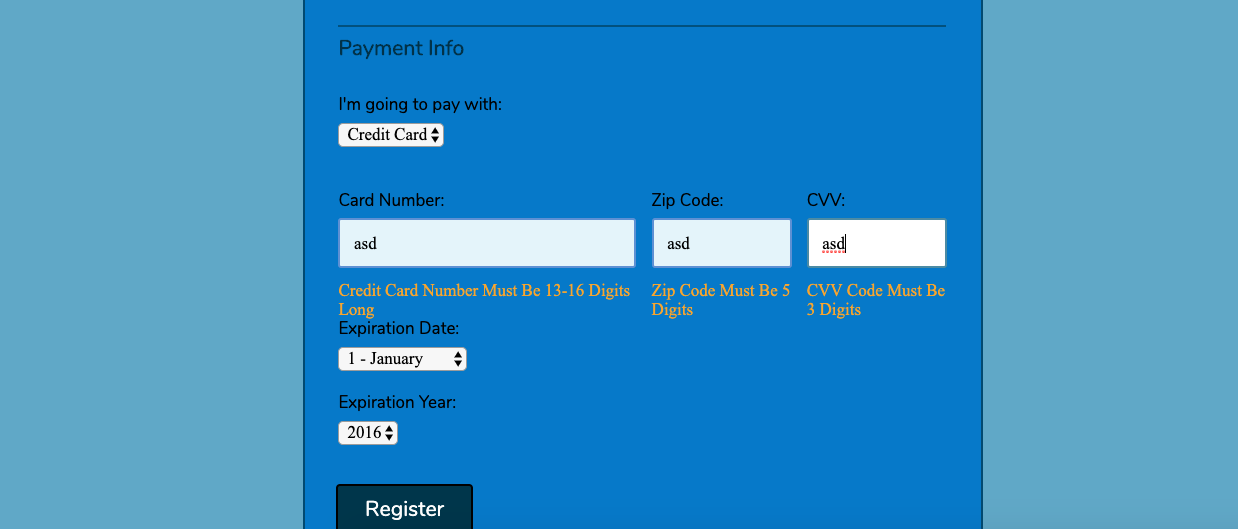 Payment Info
I'm going to pay with:
Credit Card
Card Number: Zip Code: CVV:
asd asd asd
Credit Card Number Must Be 13-16 Digits Zip Code Must Be 5 CVV Code Must Be
Long Digits 3 Digits
Expiration Date:
1 - January
Expiration Year:
2016
Register